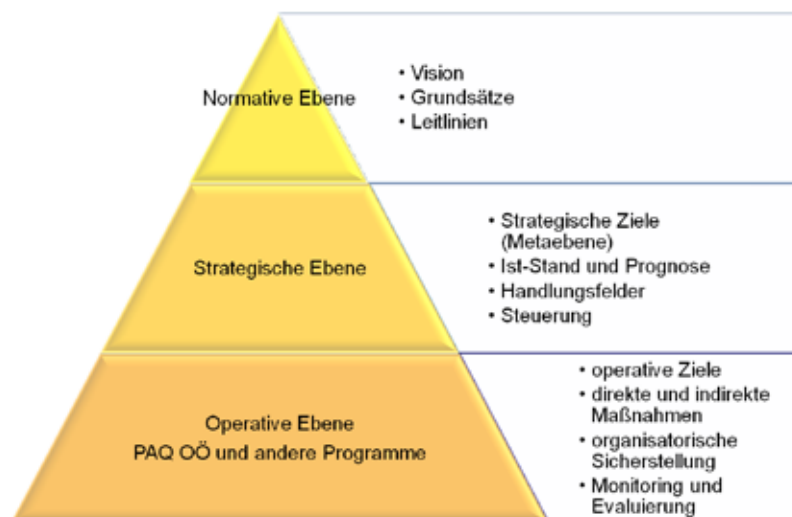 Normative Ebene
• Vision
• Grundsätze
• Leitlinien
Strategische Ebene
• Strategische Ziele
(Metaebene)
• Ist-Stand und Prognose
• Handlungsfelder
• Steuerung
Operative Ebene
PAQ OÖ und andere Programme
• operative Ziele
• direkte und indirekte
Maßnahmen
• organisatorische
Sicherstellung
• Monitoring und
Evaluierung